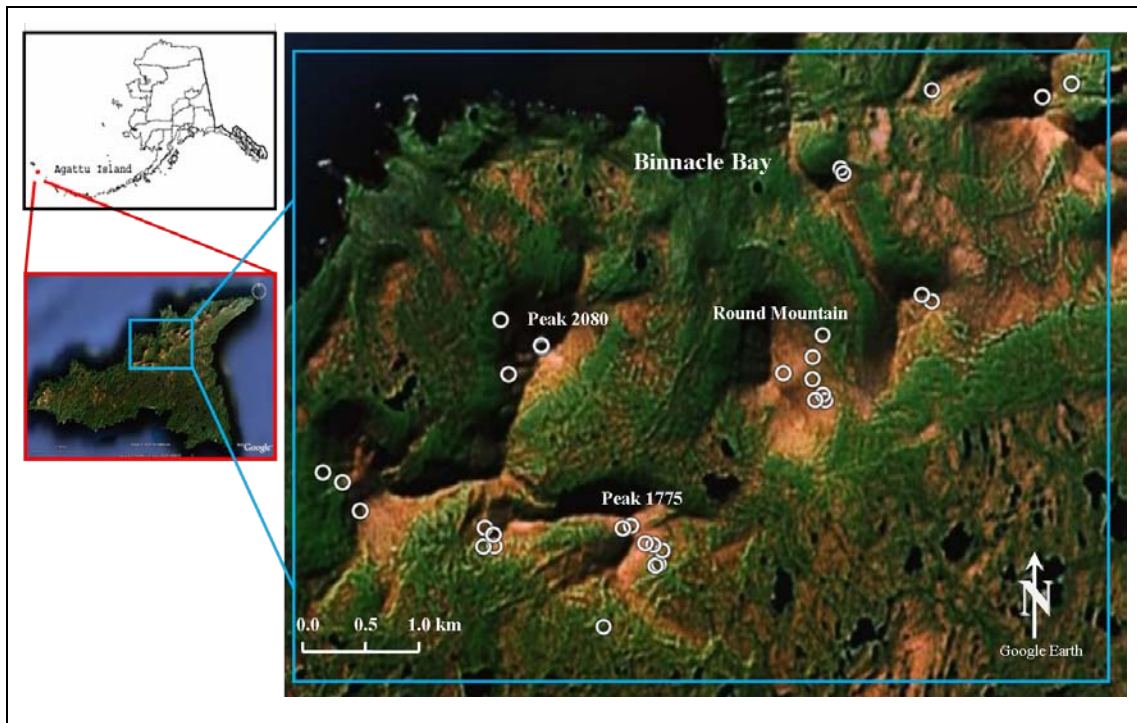 Agattu Island
Google
Binnacle Bay
Peak 2080
Round Mountain
Peak 1775
0.0 0.5 1.0 km
N
Google Earth